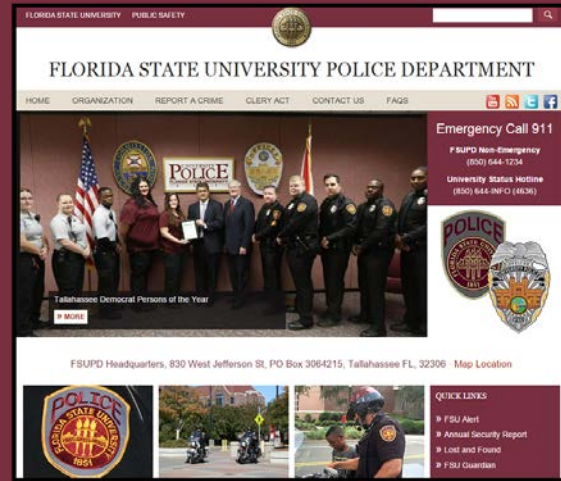 FLORIDA STATE UNIVERSITY PUBLIC SAFETY
FLORIDA STATE UNIVERSITY POLICE DEPARTMENT
HOME ORGANIZATION REPORT A CRIME CLERY ACT CONTACT US FAQS
Emergency Call 911
FSUPD Non-Emergency
(850) 644-1234
University Status Hotline
(850) 644-INFO (4636)
POLICE
Tallahassee Democrat Persons of the Year
» MORE
POLICE
FLORIDA STATE UNIVERSITY
FSUPD Headquarters, 830 West Jefferson St, PO Box 3064215, Tallahassee FL, 32306 - Map Location
POLICE
FLORIDA STATE UNIVERSITY
1851
QUICK LINKS
» FSU Alert
» Annual Security Report
» Lost and Found
» FSU Guardian